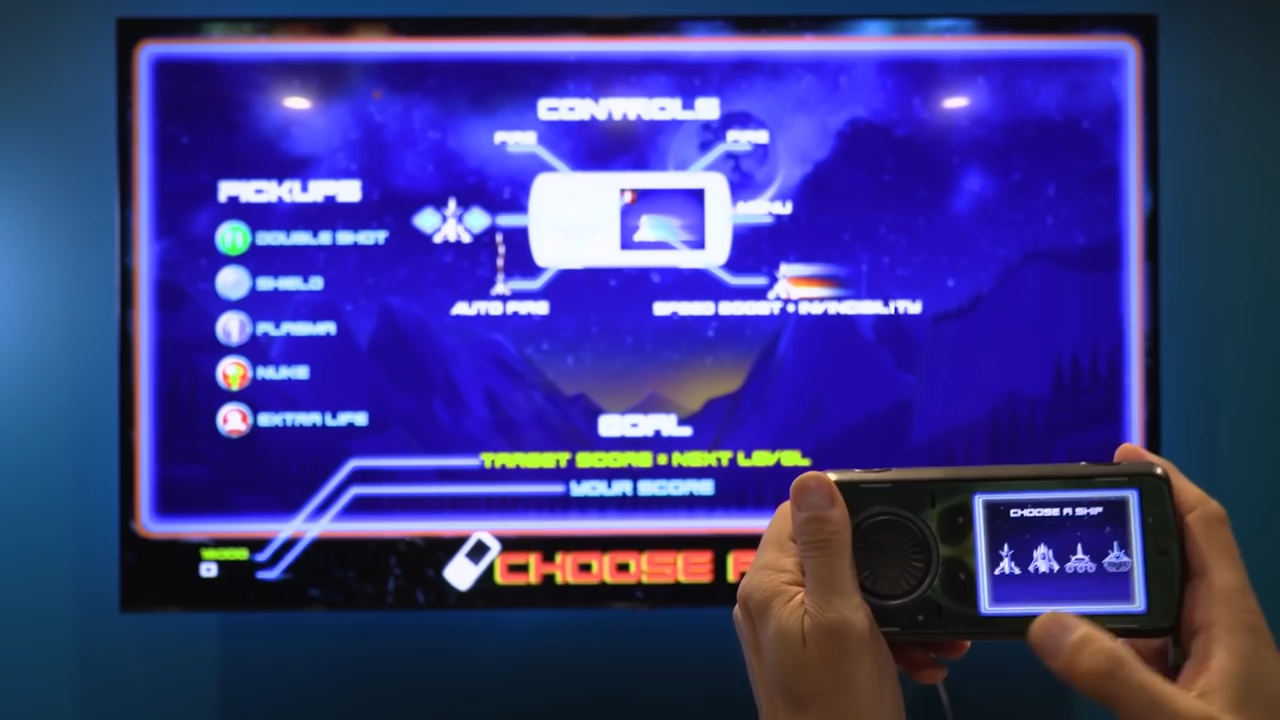 CONTROLS
FIRE
FIRE
PICKUPS
MENU
DOUBLE SHOT
SHIELD
AUTO FIRE
SPEED BOOST + INVINCIBILITY
PLASMA
NUKE
EXTRA LIFE
GOAL
TARGET SCORE = NEXT LEVEL
YOUR SCORE
CHOOSE A SHIP
CHOOSE A